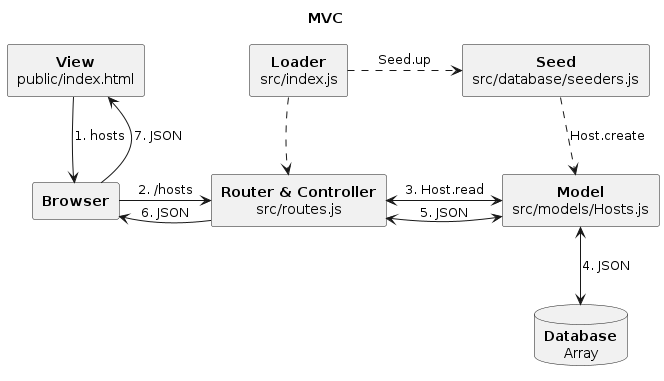 MVC
View
public/index.html
Loader
src/index.js
Seed.up
Seed
src/database/seeders.js
1. hosts
7. JSON
Host.create
Browser
2. /hosts
6. JSON
Router & Controller
src/routes.js
3. Host.read
5. JSON
Model
src/models/Hosts.js
4. JSON
Database
Array